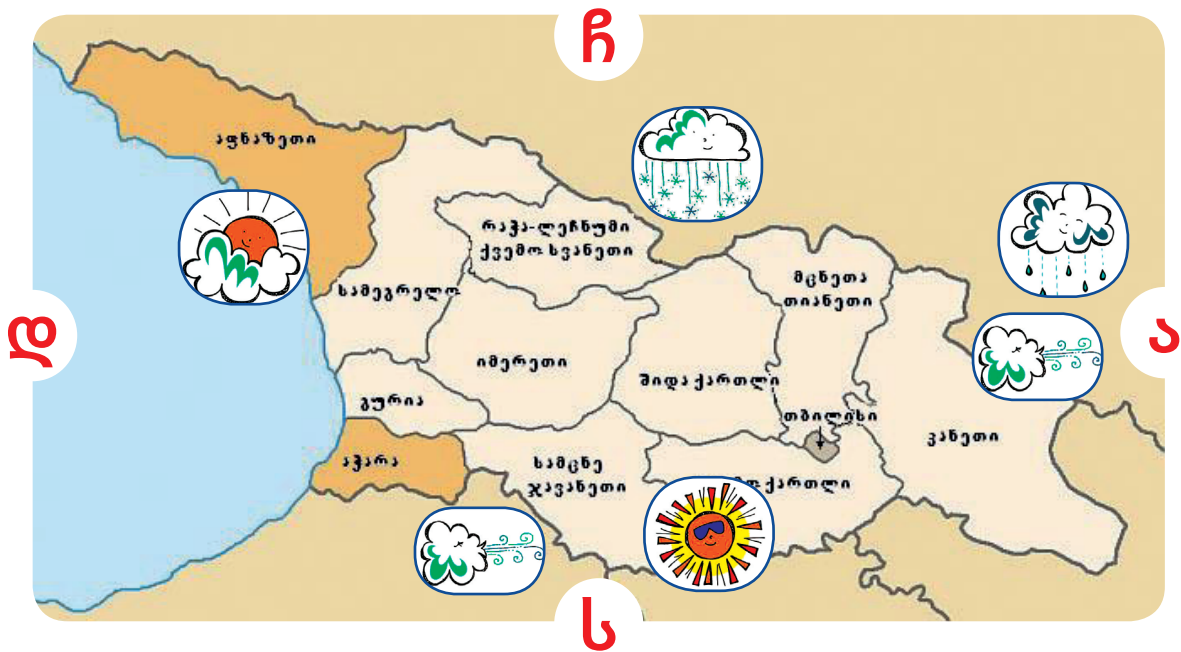 ჩ
აფხაზეთი
რაჭა-ლეჩხუმი
ქვემო სვანეთი
მცხეთა
თიანეთი
სამეგრელო
დ
ა
იმერეთი
შიდა ქართლი
გურია
თბილისი
კახეთი
აჭარა
სამცხე
ჯავახეთი
ქართლი
ს